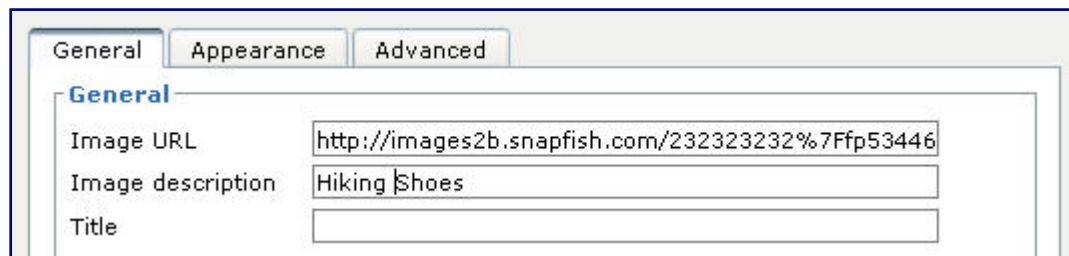 General Appearance Advanced
General
Image URL http://images2b.snapfish.com/232323232%7Ffp53446
Image description Hiking Shoes
Title